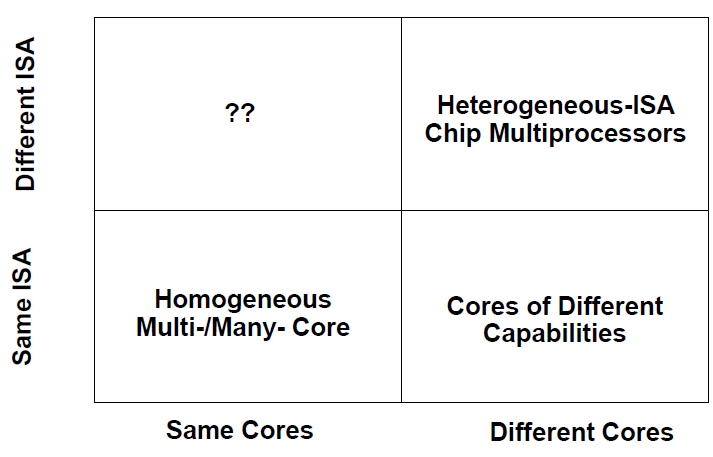 Different ISA
??
Heterogeneous-ISA
Chip Multiprocessors
Same ISA
Homogeneous
Multi-/Many- Core
Cores of Different
Capabilities
Same Cores
Different Cores